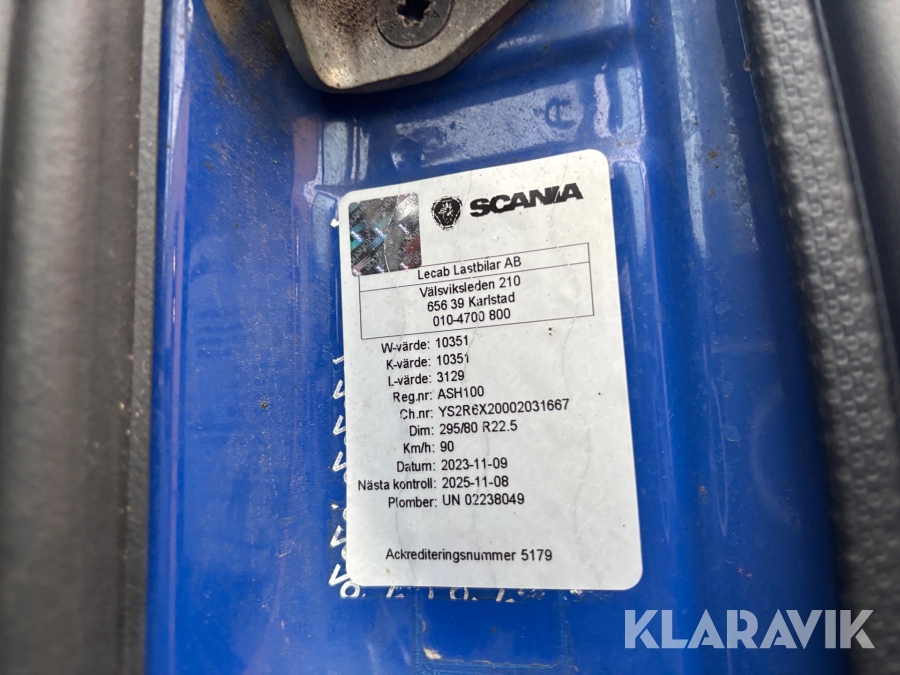 SCANIA
Lecab Lastbilar AB
Välsviksleden 210
656 39 Karlstad
010-4700 800
W-värde: 10351
K-värde: 10351
L-värde: 3129
Reg.nr: ASH100
Ch.nr: YS2R6X20002031667
Dim: 295/80 R22.5
Km/h: 90
Datum: 2023-11-09
Nästa kontroll: 2025-11-08
Plomber: UN 02238049
Ackrediteringsnummer 5179
KLARAVIK